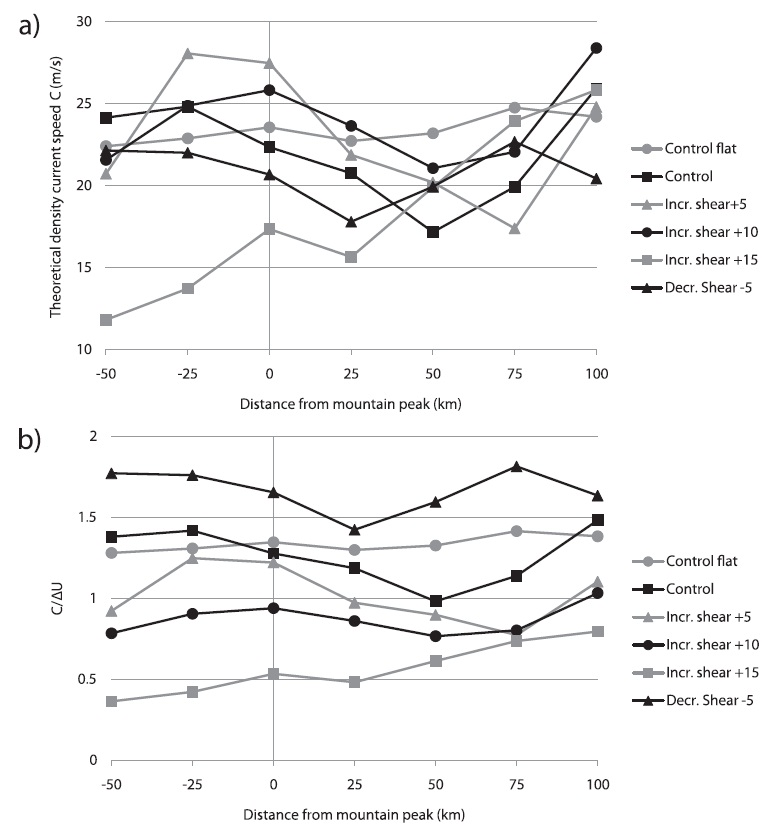 a)
30
25
20
15
10
Theoretical density current speed C (m/s)
-50 -25 0 25 50 75 100
Distance from mountain peak (km)
Control flat
Control
Incr. shear+5
Incr. shear +10
Incr. shear +15
Decr. Shear -5
b)
2
1.5
1
0.5
0
C/ΔU
-50 -25 0 25 50 75 100
Distance from mountain peak (km)
Control flat
Control
Incr. shear +5
Incr. shear +10
Incr. shear +15
Decr. Shear -5